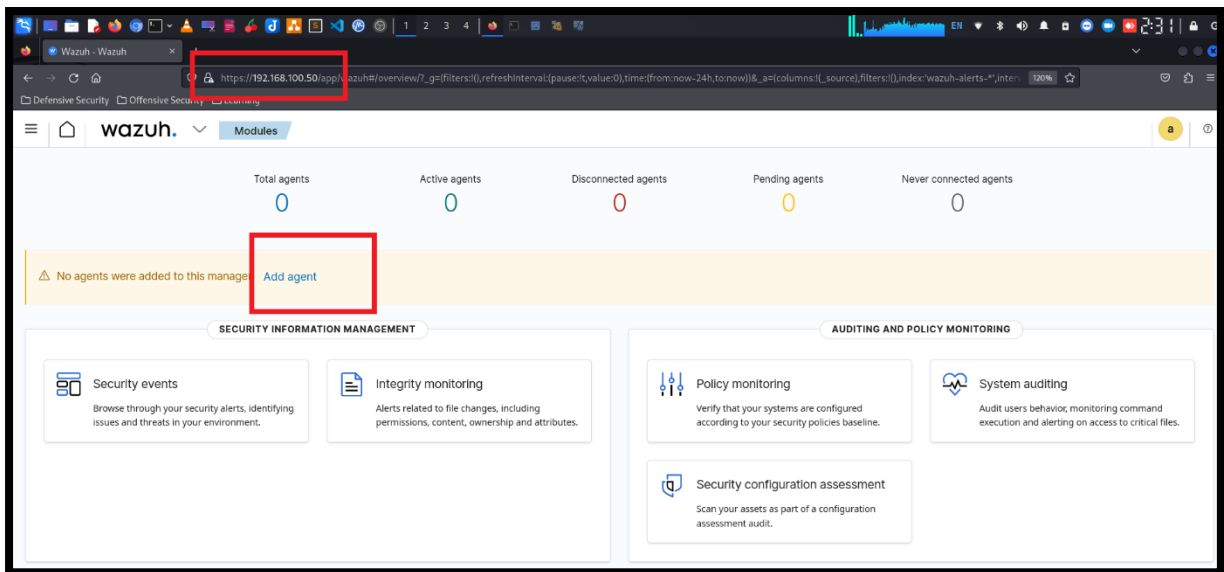 1 2 3 4 EN 2:31
Wazuh - Wazuh
https://192.168.100.50/app/wazuh#/overview/?_g=(filters:!(),refreshInterval:(pause:!t,value:0),time:(from:now-24h,to:now))&_a=(columns:!(_source),filters:!(),index:'wazuh-alerts-*',interv 120%
Defensive Security Offensive Security Learning
wazuh. Modules a
Total agents Active agents Disconnected agents Pending agents Never connected agents
0 0 0 0 0
No agents were added to this manager Add agent
SECURITY INFORMATION MANAGEMENT
Security events
Browse through your security alerts, identifying
issues and threats in your environment.
Integrity monitoring
Alerts related to file changes, including
permissions, content, ownership and attributes.
AUDITING AND POLICY MONITORING
Policy monitoring
Verify that your systems are configured
according to your security policies baseline.
System auditing
Audit users behavior, monitoring command
execution and alerting on access to critical files.
Security configuration assessment
Scan your assets as part of a configuration
assessment audit.